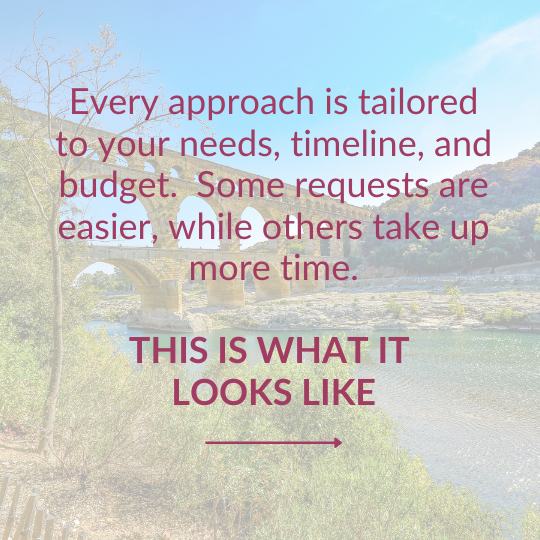 Every approach is tailored
to your needs, timeline, and
budget.  Some requests are
easier, while others take up
more time.
THIS IS WHAT IT
LOOKS LIKE